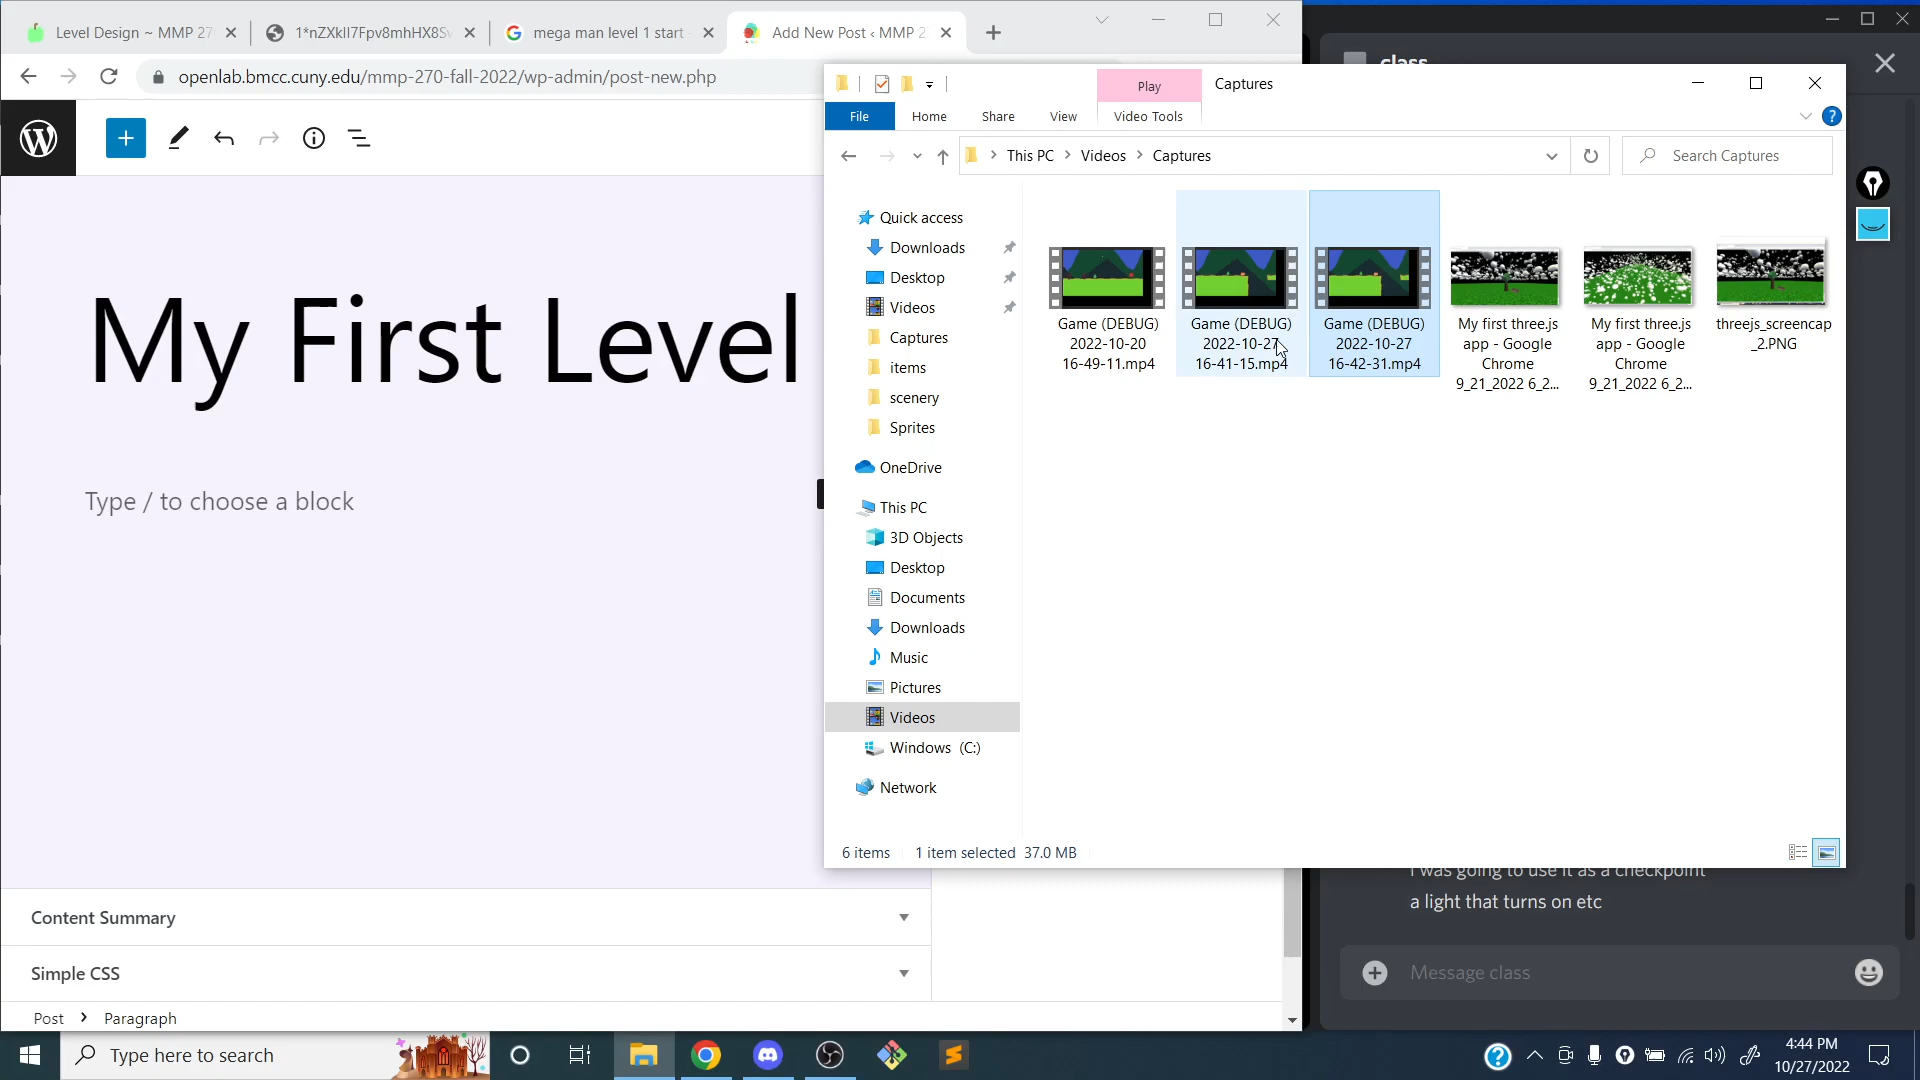 Level Design ~ MMP 27
1*nZXkII7Fpv8mhHX8Sv
mega man level 1 start
Add New Post ‹ MMP 2
openlab.bmcc.cuny.edu/mmp-270-fall-2022/wp-admin/post-new.php
My First Level
Type / to choose a block
Content Summary
Simple CSS
Post
Paragraph
class
Play
Captures
File
Home
Share
View
Video Tools
This PC
Videos
Captures
Search Captures
Quick access
Downloads
Desktop
Videos
Captures
items
scenery
Sprites
OneDrive
This PC
3D Objects
Desktop
Documents
Downloads
Music
Pictures
Videos
Windows (C:)
Network
Game (DEBUG)
2022-10-20
16-49-11.mp4
Game (DEBUG)
2022-10-27
16-41-15.mp4
Game (DEBUG)
2022-10-27
16-42-31.mp4
My first three.js
app - Google
Chrome
9_21_2022 6_2...
My first three.js
app - Google
Chrome
9_21_2022 6_2...
threejs_screencap
_2.PNG
6 items
1 item selected 37.0 MB
I was going to use it as a checkpoint
a light that turns on etc
Message class
Type here to search
4:44 PM
10/27/2022